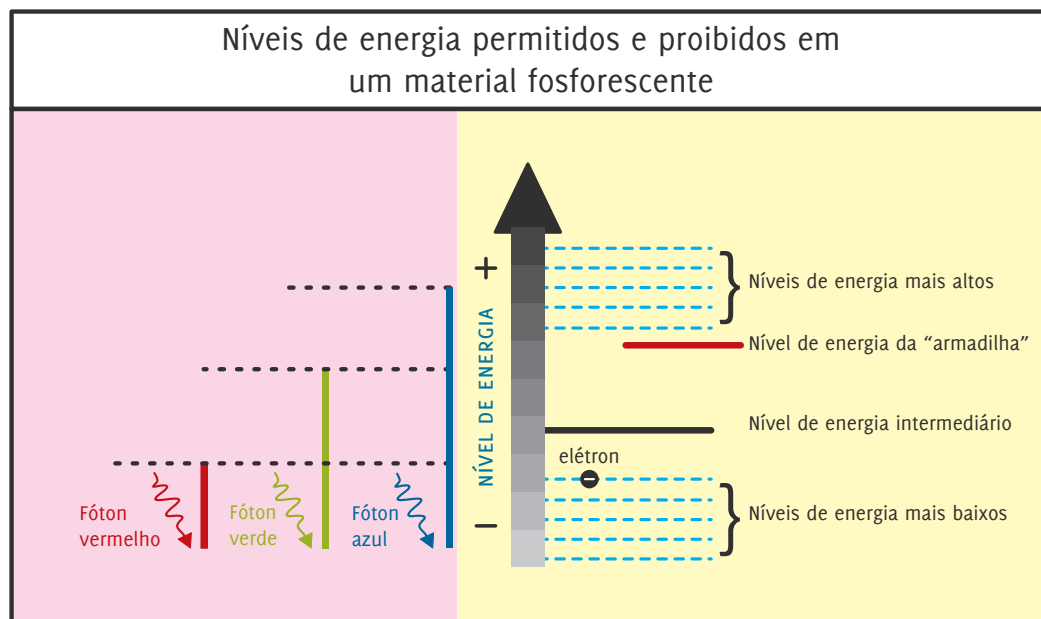 Níveis de energia permitidos e proibidos em
um material fosforescente
Fóton
vermelho
Fóton
verde
Fóton
azul
NÍVEL DE ENERGIA
+
−
elétron
−
Níveis de energia mais altos
Nível de energia da “armadilha”
Nível de energia intermediário
Níveis de energia mais baixos